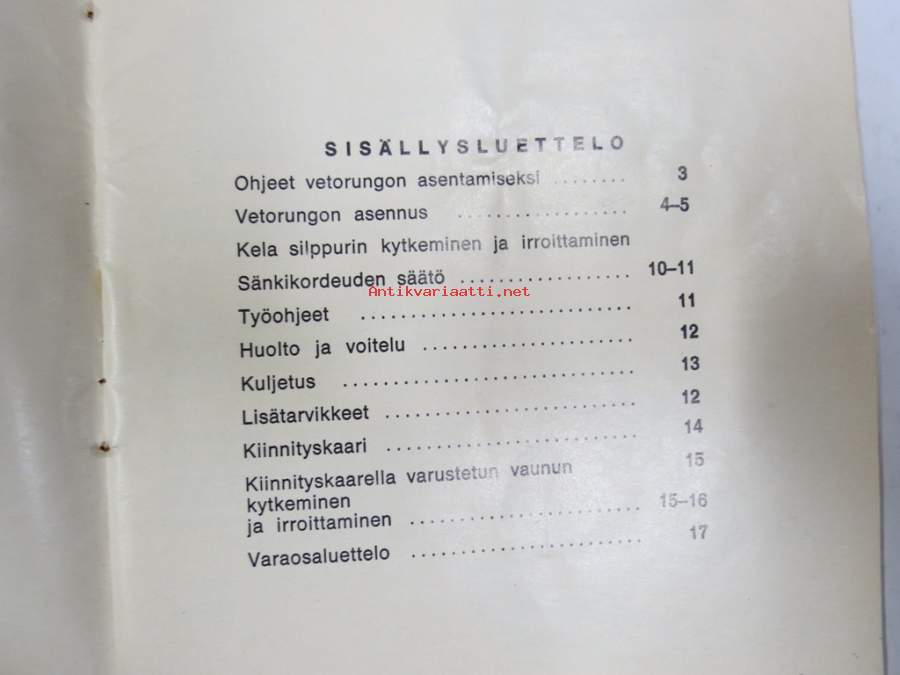 SISÄLLYSLUETTELO
Ohjeet vetorungon asentamiseksi ........ 3
Vetorungon asennus .................. 4–5
Kela silppurin kytkeminen ja irroittaminen
Sänkikordeuden säätö .................. 10–11
Antikvariaatti.net
Työohjeet ............................ 11
Huolto ja voitelu ...................... 12
Kuljetus .............................. 13
Lisätarvikkeet .......................... 12
Kiinnityskaari .......................... 14
Kiinnityskaarella varustetun vaunun 15
kytkeminen
ja irroittaminen ........................ 15–16
Varaosaluettelo ........................ 17